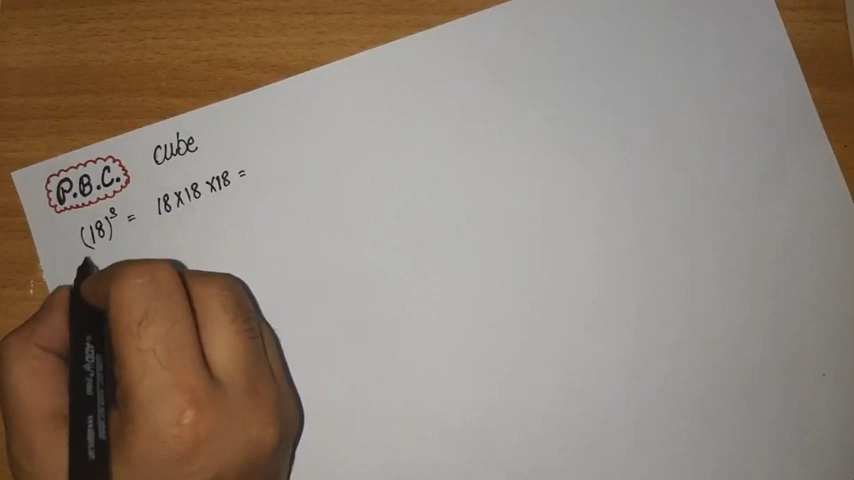 cube
P.B.C.
(18)³ = 18 x 18 x 18 =